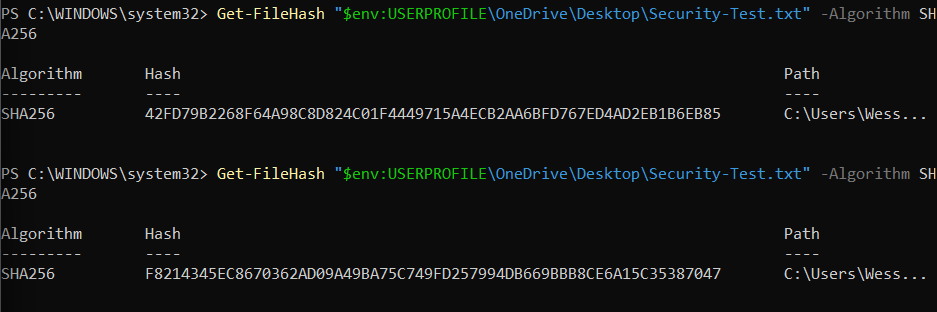 PS C:\WINDOWS\system32> Get-FileHash "$env:USERPROFILE\OneDrive\Desktop\Security-Test.txt" -Algorithm SH
A256
Algorithm Hash Path
--------- ---- ----
SHA256 42FD79B2268F64A98C8D824C01F4449715A4ECB2AA6BFD767ED4AD2EB1B6EB85 C:\Users\Wess...
PS C:\WINDOWS\system32> Get-FileHash "$env:USERPROFILE\OneDrive\Desktop\Security-Test.txt" -Algorithm SH
A256
Algorithm Hash Path
--------- ---- ----
SHA256 F8214345EC8670362AD09A49BA75C749FD257994DB669BBB8CE6A15C35387047 C:\Users\Wess...